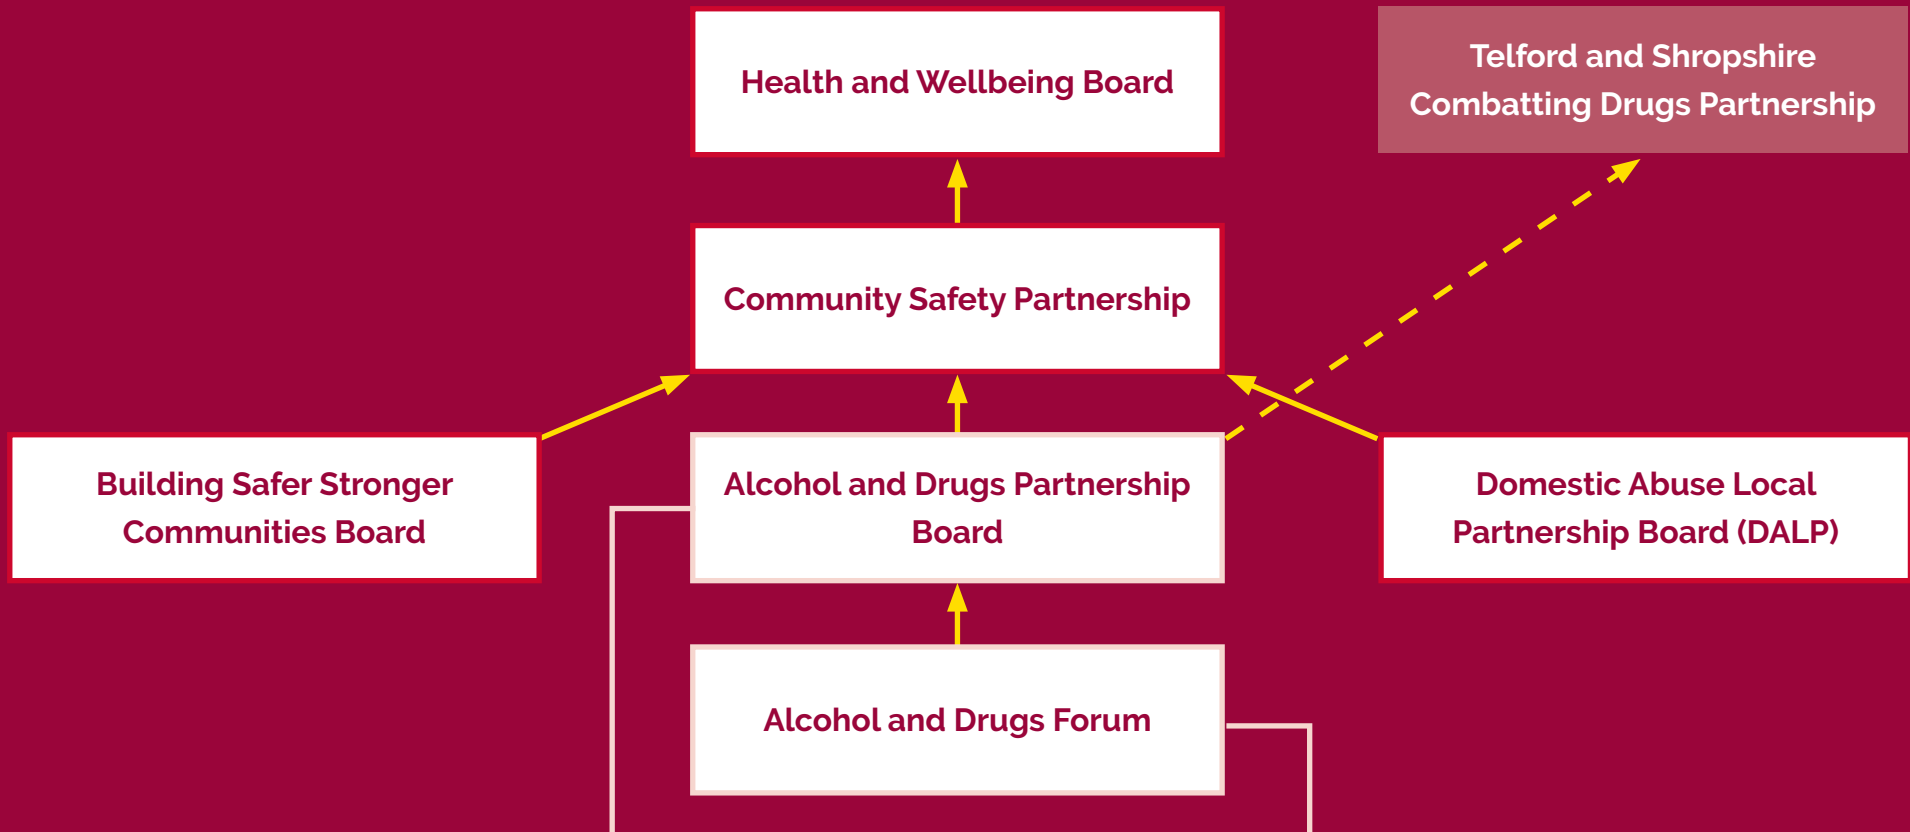 Health and Wellbeing Board
Telford and Shropshire
Combatting Drugs Partnership
Community Safety Partnership
Building Safer Stronger
Communities Board
Alcohol and Drugs Partnership
Board
Domestic Abuse Local
Partnership Board (DALP)
Alcohol and Drugs Forum